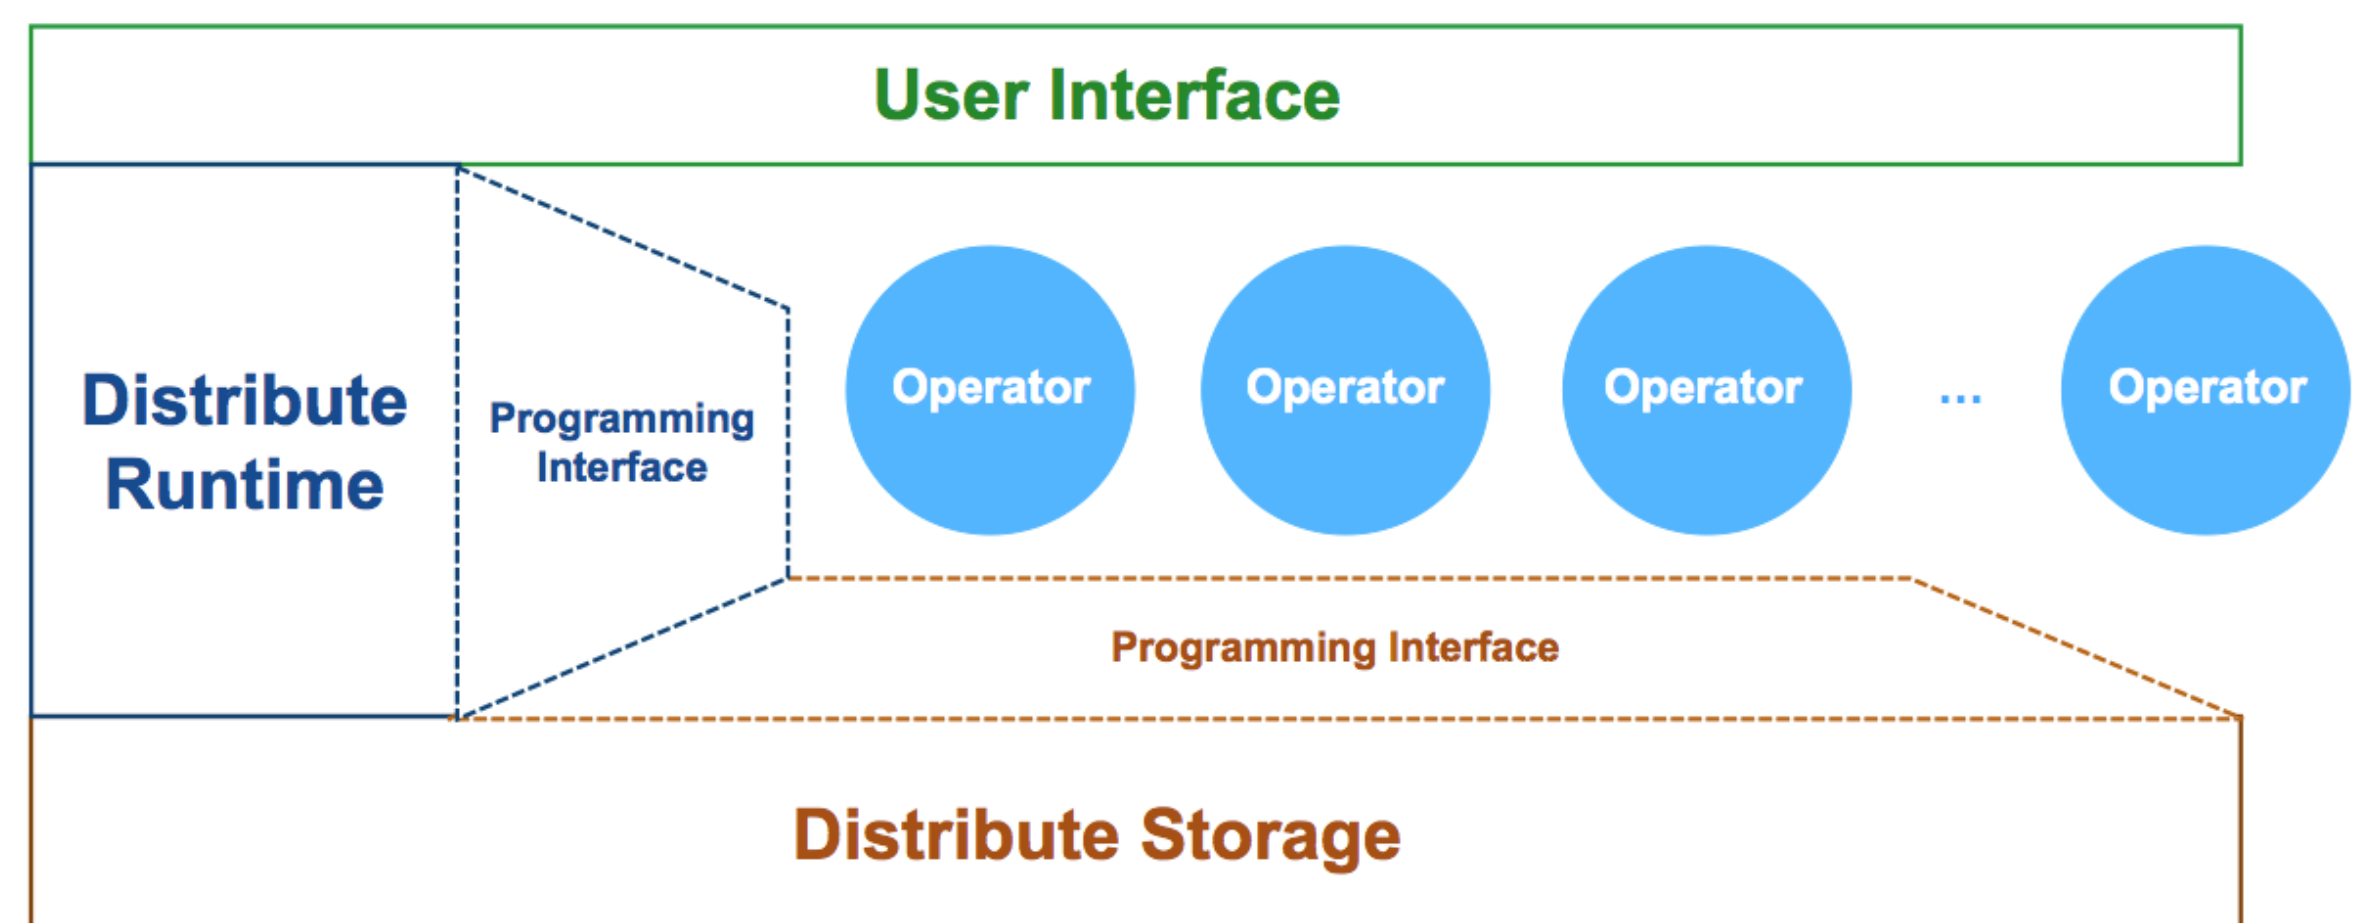 User Interface
Distribute
Runtime
Programming
Interface
Operator
Operator
Operator
...
Operator
Programming Interface
Distribute Storage